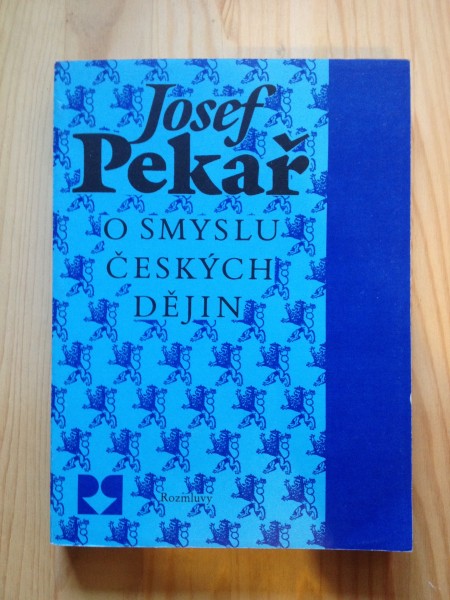 Josef
Pekař
O SMYSLU
ČESKÝCH
DĚJIN
Rozmluvy